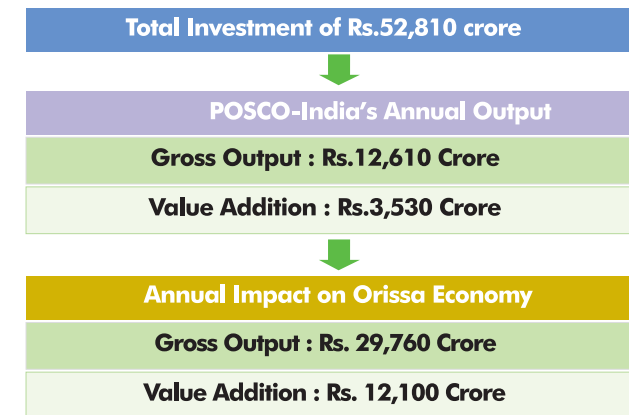 Total Investment of Rs.52,810 crore
POSCO-India's Annual Output
Gross Output : Rs.12,610 Crore
Value Addition : Rs.3,530 Crore
Annual Impact on Orissa Economy
Gross Output : Rs. 29,760 Crore
Value Addition : Rs. 12,100 Crore